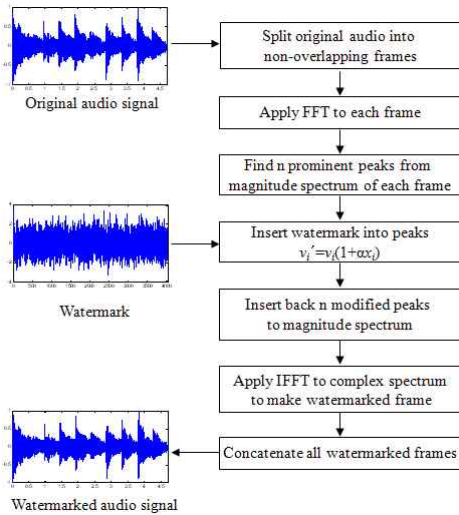 Split original audio into
non-overlapping frames
Original audio signal
Apply FFT to each frame
Find n prominent peaks from
magnitude spectrum of each frame
Insert watermark into peaks
vᵢ´=vᵢ(1+αxᵢ)
Watermark
Insert back n modified peaks
to magnitude spectrum
Apply IFFT to complex spectrum
to make watermarked frame
Concatenate all watermarked frames
Watermarked audio signal